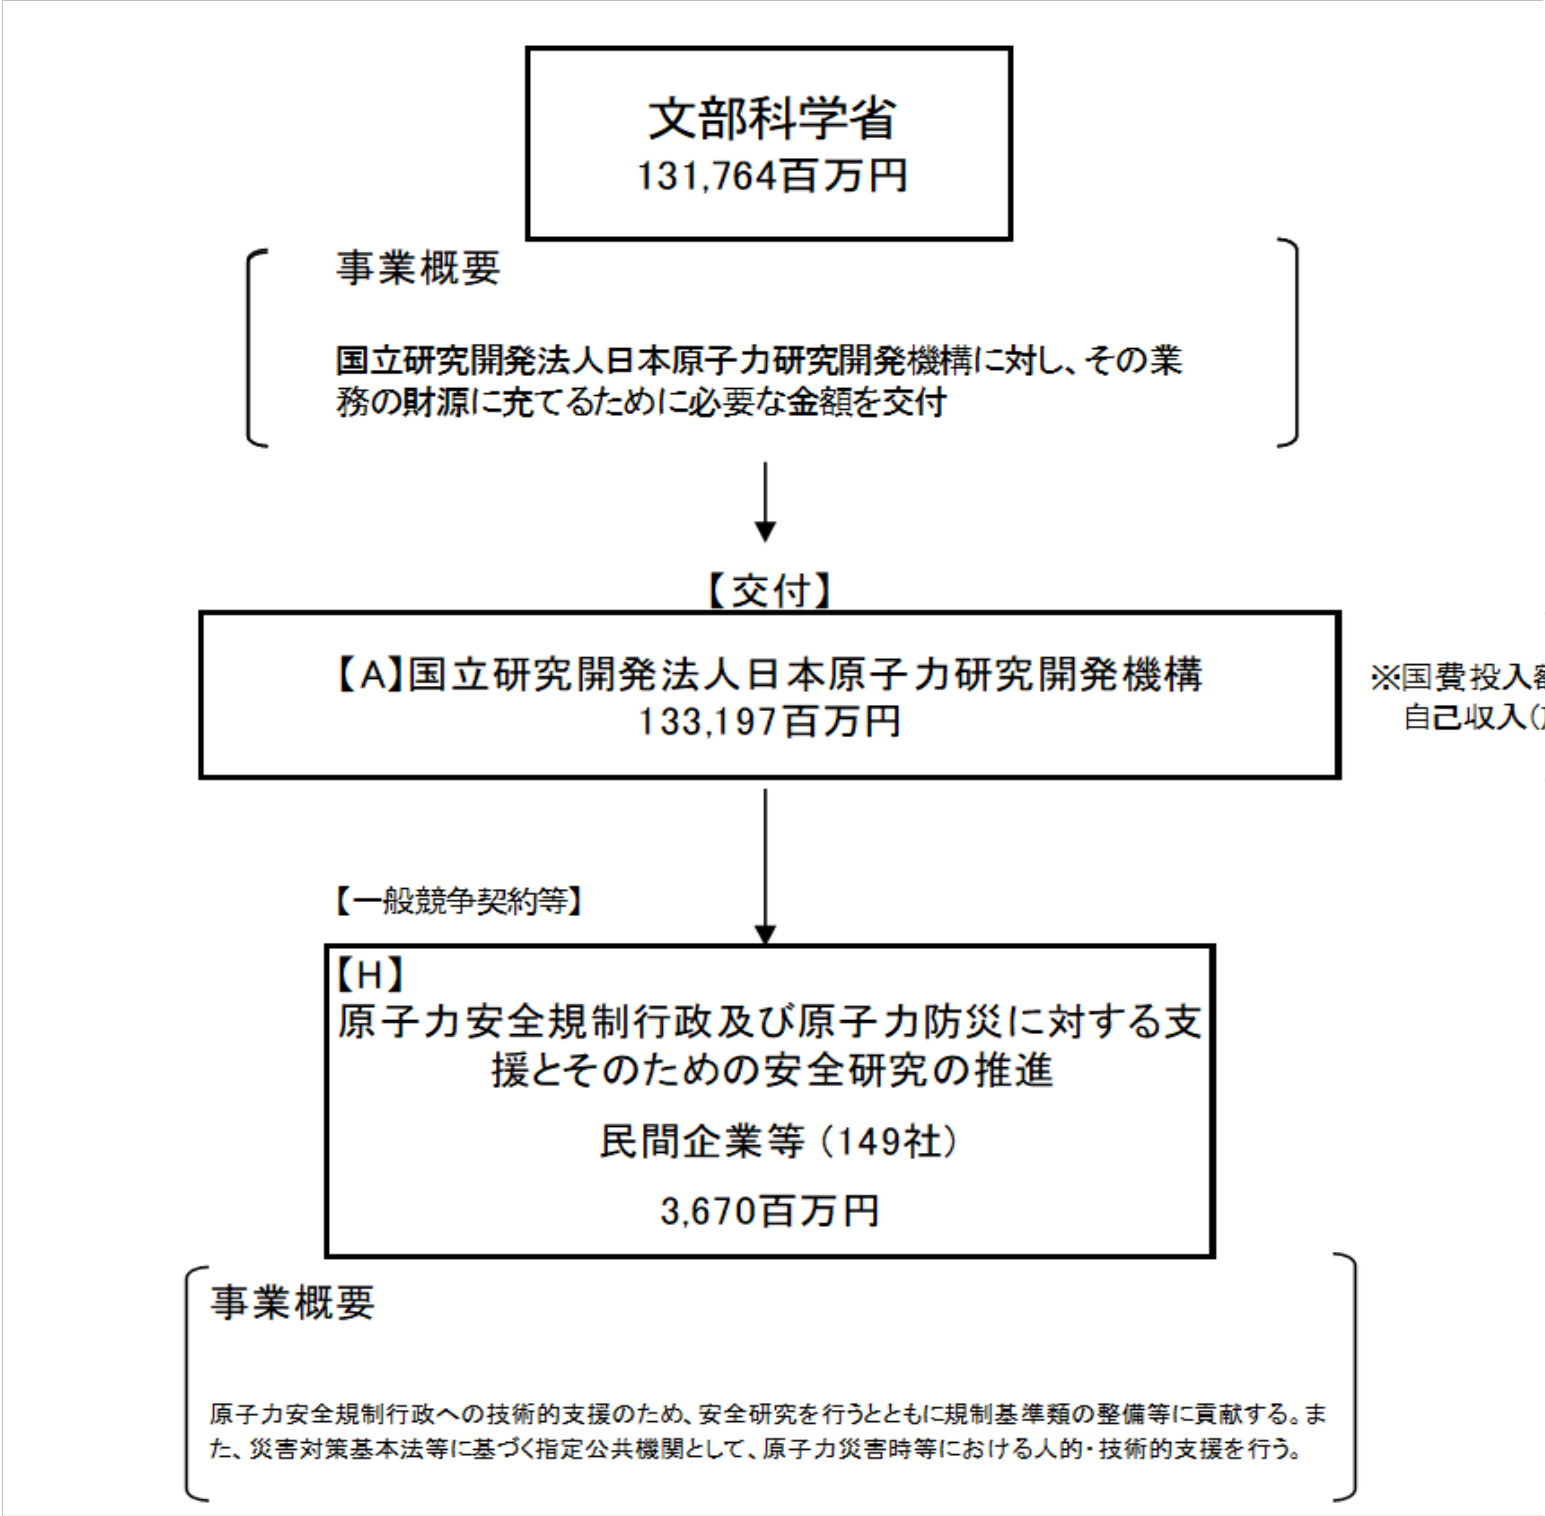 文部科学省
131,764百万円
事業概要
国立研究開発法人日本原子力研究開発機構に対し、その業
務の財源に充てるために必要な金額を交付
【交付】
【A】国立研究開発法人日本原子力研究開発機構
133,197百万円
※国費投入
自己収入(
【一般競争契約等】
【H】
原子力安全規制行政及び原子力防災に対する支
援とそのための安全研究の推進
民間企業等(149社)
3,670百万円
事業概要
原子力安全規制行政への技術的支援のため、安全研究を行うとともに規制基準類の整備等に貢献する。ま
た、災害対策基本法等に基づく指定公共機関として、原子力災害時等における人的・技術的支援を行う。